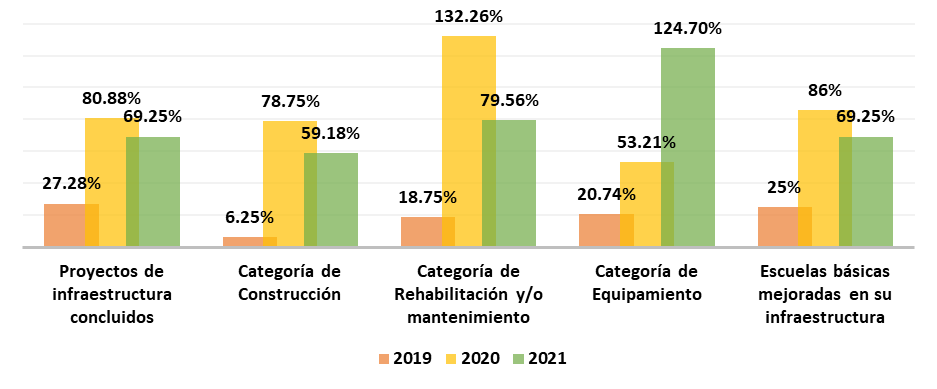 132.26%
124.70%
80.88%
78.75%
79.56%
86%
69.25%
59.18%
53.21%
69.25%
27.28%
6.25%
18.75%
20.74%
25%
Proyectos de
infraestructura
concluidos
Categoría de
Construcción
Categoría de
Rehabilitación y/o
mantenimiento
Categoría de
Equipamiento
Escuelas básicas
mejoradas en su
infraestructura
2019 2020 2021